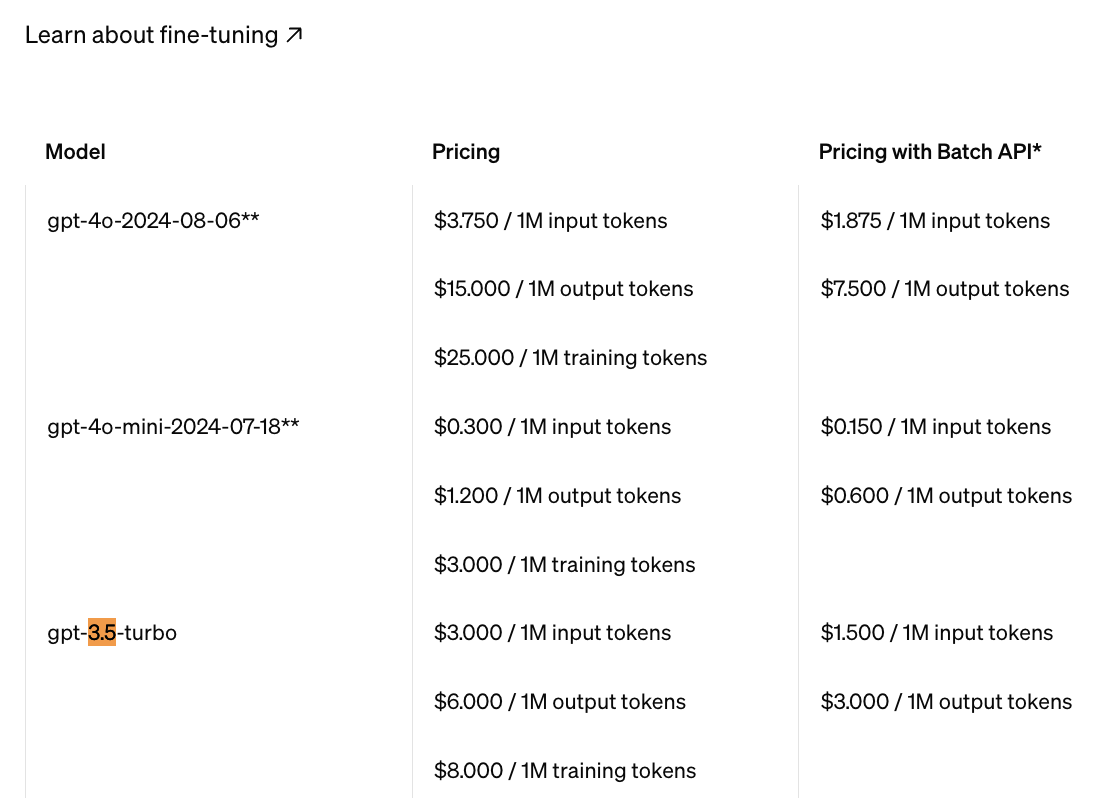 Learn about fine-tuning ↗
Model Pricing Pricing with Batch API*
gpt-4o-2024-08-06** $3.750 / 1M input tokens $1.875 / 1M input tokens
$15.000 / 1M output tokens $7.500 / 1M output tokens
$25.000 / 1M training tokens
gpt-4o-mini-2024-07-18** $0.300 / 1M input tokens $0.150 / 1M input tokens
$1.200 / 1M output tokens $0.600 / 1M output tokens
$3.000 / 1M training tokens
gpt-3.5-turbo $3.000 / 1M input tokens $1.500 / 1M input tokens
$6.000 / 1M output tokens $3.000 / 1M output tokens
$8.000 / 1M training tokens